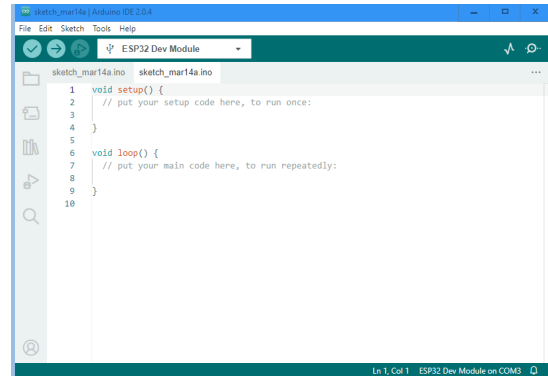 sketch_mar14a | Arduino IDE 2.0.4
File Edit Sketch Tools Help
ESP32 Dev Module
sketch_mar14a.ino sketch_mar14a.ino
1 void setup() {
2 // put your setup code here, to run once:
3
4 }
5
6 void loop() {
7 // put your main code here, to run repeatedly:
8
9 }
10
Ln 1, Col 1 ESP32 Dev Module on COM3